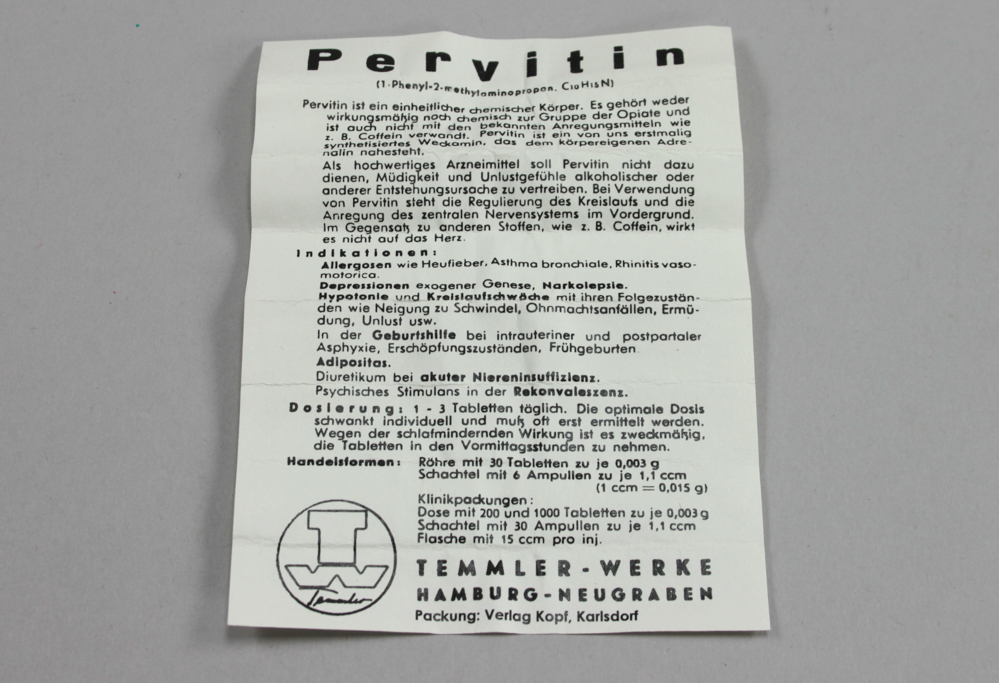 Pervitin
(1-Phenyl-2-methylaminopropan, C10H15N)
Pervitin ist ein einheitlicher chemischer Körper. Es gehört weder
wirkungsmäßig noch chemisch zur Gruppe der Opiate und
ist auch nicht mit den bekannten Anregungsmitteln wie
z. B. Coffein verwandt. Pervitin ist ein von uns erstmalig
synthetisiertes Weckamin, das dem körpereigenen Adre-
nalin nahesteht.
Als hochwertiges Arzneimittel soll Pervitin nicht dazu
dienen, Müdigkeit und Unlustgefühle alkoholischer oder
anderer Entstehungsursache zu vertreiben. Bei Verwendung
von Pervitin steht die Regulierung des Kreislaufs und die
Anregung des zentralen Nervensystems im Vordergrund.
Im Gegensatz zu anderen Stoffen, wie z. B. Coffein, wirkt
es nicht auf das Herz.
Indikationen:
Allergosen wie Heufieber, Asthma bronchiale, Rhinitis vaso-
motorica.
Depressionen exogener Genese, Narkolepsie.
Hypotonie und Kreislaufschwäche mit ihren Folgezustän-
den wie Neigung zu Schwindel, Ohnmachtsanfällen, Ermü-
dung, Unlust usw.
In der Geburtshilfe bei intrauteriner und postpartaler
Asphyxie, Erschöpfungszuständen, Frühgeburten
Adipositas.
Diuretikum bei akuter Niereninsuffizienz.
Psychisches Stimulans in der Rekonvaleszenz.
Dosierung: 1 - 3 Tabletten täglich. Die optimale Dosis
schwankt individuell und muß oft erst ermittelt werden.
Wegen der schlafmindernden Wirkung ist es zweckmäßig,
die Tabletten in den Vormittagsstunden zu nehmen.
Handelsformen: Röhre mit 30 Tabletten zu je 0,003 g
Schachtel mit 6 Ampullen zu je 1,1 ccm
(1 ccm = 0,015 g)
Klinikpackungen:
Dose mit 200 und 1000 Tabletten zu je 0,003 g
Schachtel mit 30 Ampullen zu je 1,1 ccm
Flasche mit 15 ccm pro inj.
T W
Temmler
TEMMLER-WERKE
HAMBURG-NEUGRABEN
Packung: Verlag Kopf, Karlsdorf